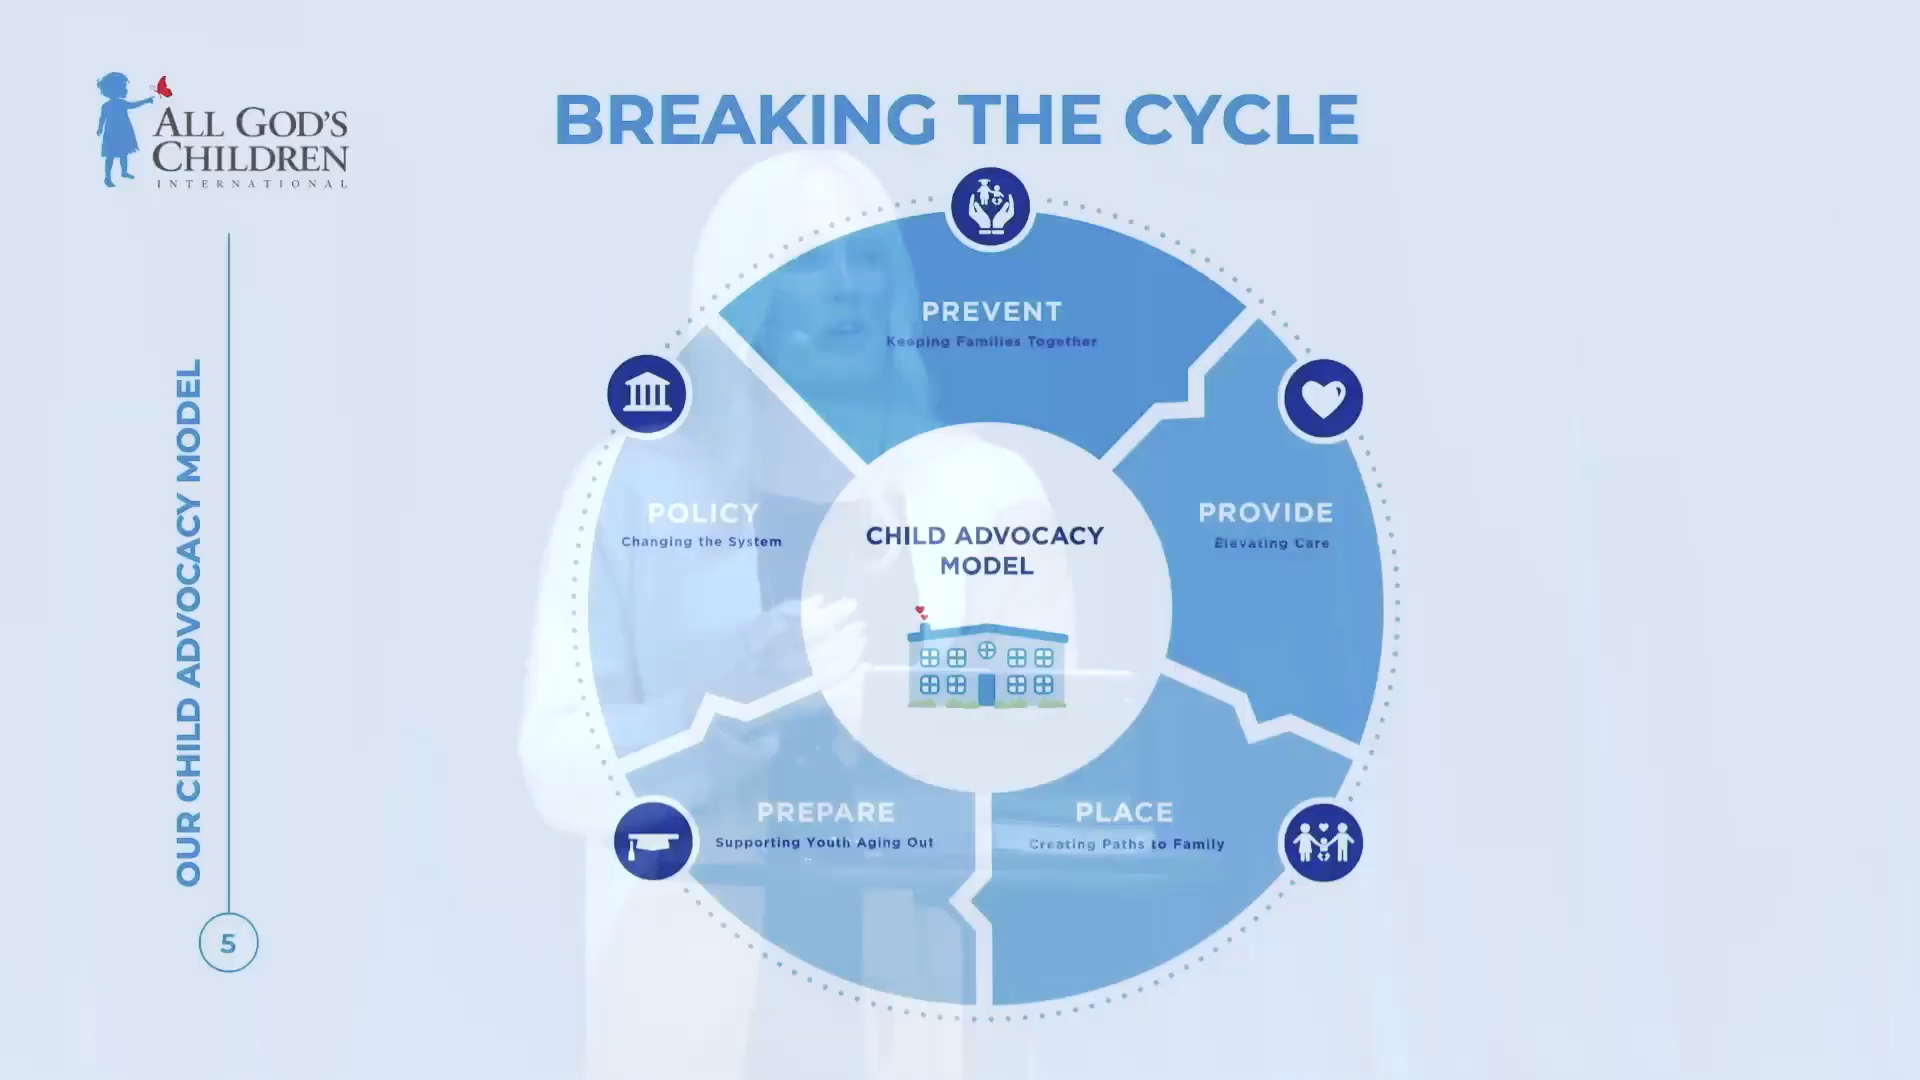 ALL GOD'S
CHILDREN
INTERNATIONAL
BREAKING THE CYCLE
OUR CHILD ADVOCACY MODEL
5
PREVENT
Keeping Families Together
PROVIDE
Elevating Care
PLACE
Creating Paths to Family
PREPARE
Supporting Youth Aging Out
POLICY
Changing the System
CHILD ADVOCACY
MODEL